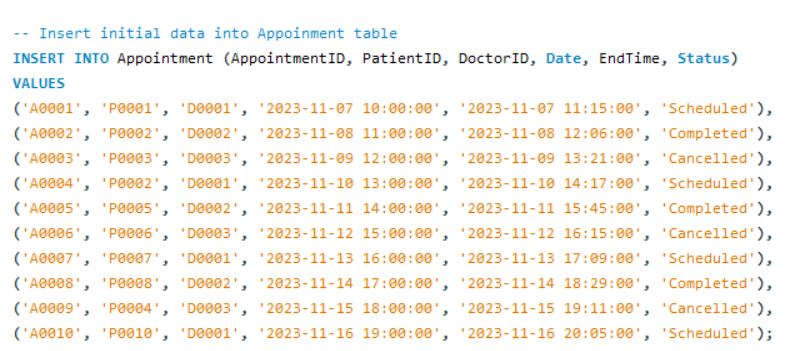 -- Insert initial data into Appoinment table
INSERT INTO Appointment (AppointmentID, PatientID, DoctorID, Date, EndTime, Status)
VALUES
('A0001', 'P0001', 'D0001', '2023-11-07 10:00:00', '2023-11-07 11:15:00', 'Scheduled'),
('A0002', 'P0002', 'D0002', '2023-11-08 11:00:00', '2023-11-08 12:06:00', 'Completed'),
('A0003', 'P0003', 'D0003', '2023-11-09 12:00:00', '2023-11-09 13:21:00', 'Cancelled'),
('A0004', 'P0002', 'D0001', '2023-11-10 13:00:00', '2023-11-10 14:17:00', 'Scheduled'),
('A0005', 'P0005', 'D0002', '2023-11-11 14:00:00', '2023-11-11 15:45:00', 'Completed'),
('A0006', 'P0006', 'D0003', '2023-11-12 15:00:00', '2023-11-12 16:15:00', 'Cancelled'),
('A0007', 'P0007', 'D0001', '2023-11-13 16:00:00', '2023-11-13 17:09:00', 'Scheduled'),
('A0008', 'P0008', 'D0002', '2023-11-14 17:00:00', '2023-11-14 18:29:00', 'Completed'),
('A0009', 'P0004', 'D0003', '2023-11-15 18:00:00', '2023-11-15 19:11:00', 'Cancelled'),
('A0010', 'P0010', 'D0001', '2023-11-16 19:00:00', '2023-11-16 20:05:00', 'Scheduled');